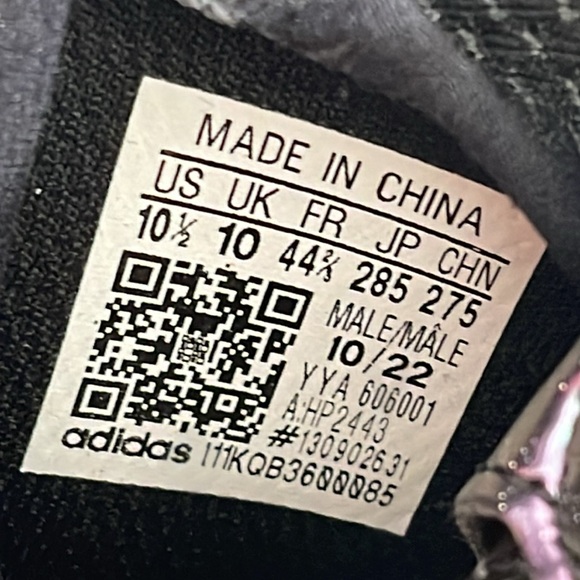 MADE IN CHINA
US UK FR JP CHN
10½ 10 44⅔ 285 275
MALE/MÂLE
10/22
YYA 606001
A:HP2443
#130902631
adidas I11KQB3600085